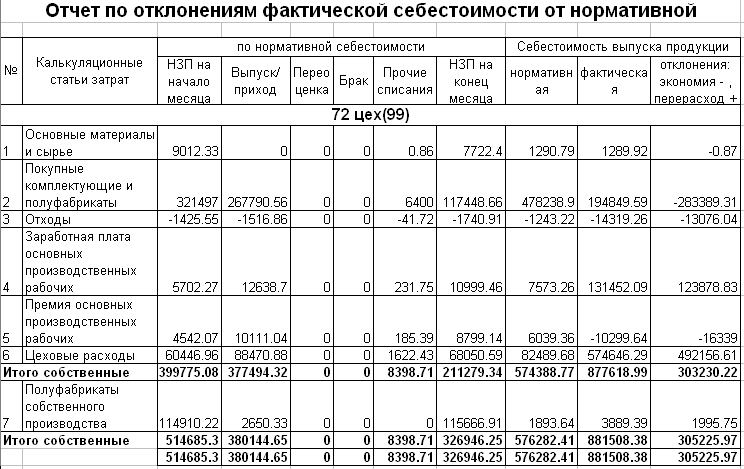 Отчет по отклонениям фактической себестоимости от нормативной
№ Калькуляционные статьи затрат по нормативной себестоимости Себестоимость выпуска продукции
НЗП на начало месяца Выпуск/ приход Перео ценка Брак Прочие списания НЗП на конец месяца нормативн ая фактическа я отклонения: экономия - , перерасход +
72 цех(99)
1 Основные материалы и сырье 9012.33 0 0 0 0.86 7722.4 1290.79 1289.92 -0.87
2 Покупные комплектующие и полуфабрикаты 321497 267790.56 0 0 6400 117448.66 478238.9 194849.59 -283389.31
3 Отходы -1425.55 -1516.86 0 0 -41.72 -1740.91 -1243.22 -14319.26 -13076.04
4 Заработная плата основных производственных рабочих 5702.27 12638.7 0 0 231.75 10999.46 7573.26 131452.09 123878.83
5 Премия основных производственных рабочих 4542.07 10111.04 0 0 185.39 8799.14 6039.36 -10299.64 -16339
6 Цеховые расходы 60446.96 88470.88 0 0 1622.43 68050.59 82489.68 574646.29 492156.61
Итого собственные 399775.08 377494.32 0 0 8398.71 211279.34 574388.77 877618.99 303230.22
7 Полуфабрикаты собственного производства 114910.22 2650.33 0 0 0 115666.91 1893.64 3889.39 1995.75
Итого собственные 514685.3 380144.65 0 0 8398.71 326946.25 576282.41 881508.38 305225.97
514685.3 380144.65 0 0 8398.71 326946.25 576282.41 881508.38 305225.97